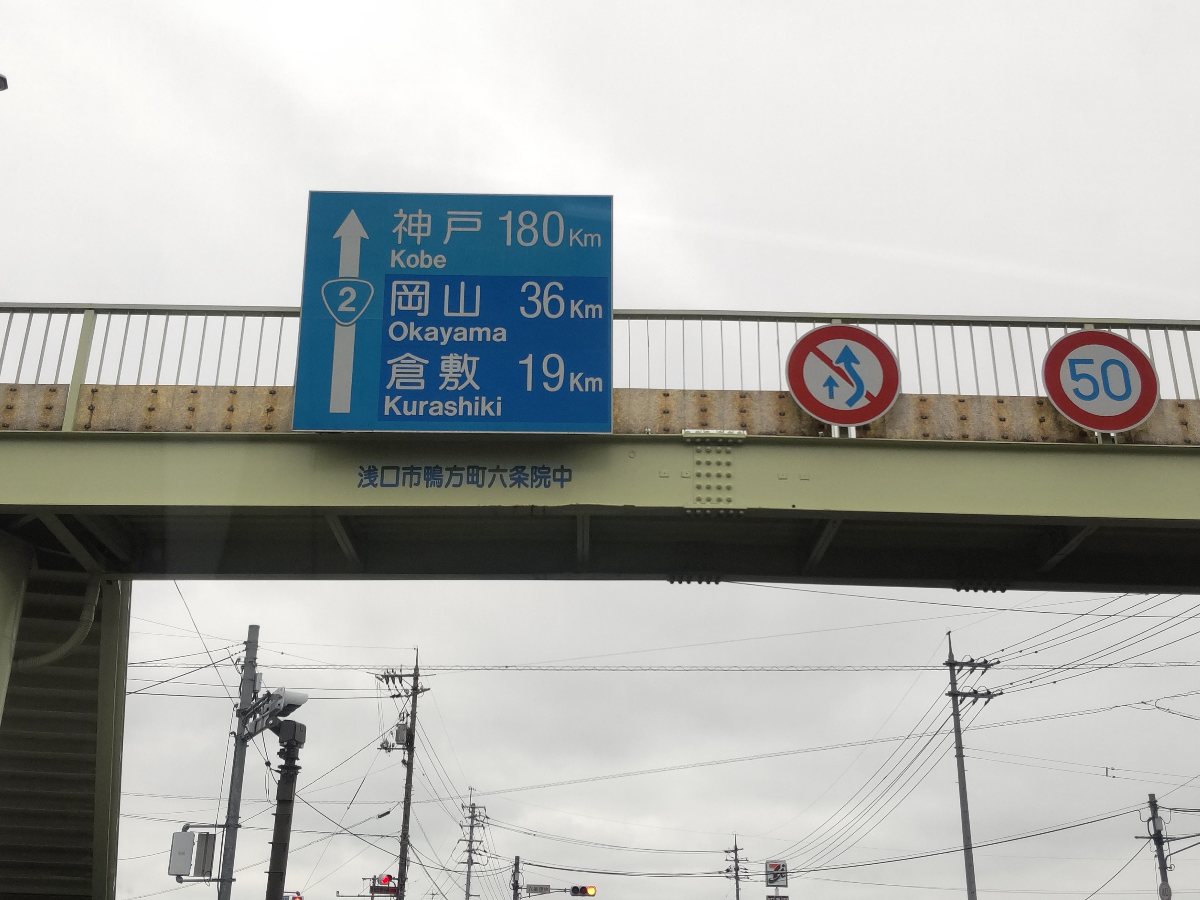 神戸 180Km
Kobe
2
岡山 36Km
Okayama
倉敷 19Km
Kurashiki
50
浅口市鴨方町六条院中